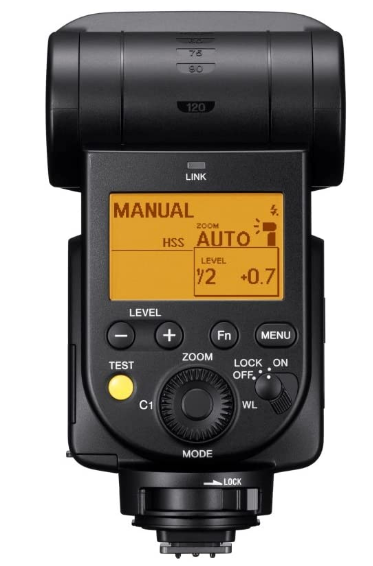 75
90
120
LINK
MANUAL
ZOOM
HSS AUTO
LEVEL
1/2 +0.7
LEVEL
− + Fn MENU
TEST ZOOM LOCK ON
OFF
C1 WL
MODE
LOCK